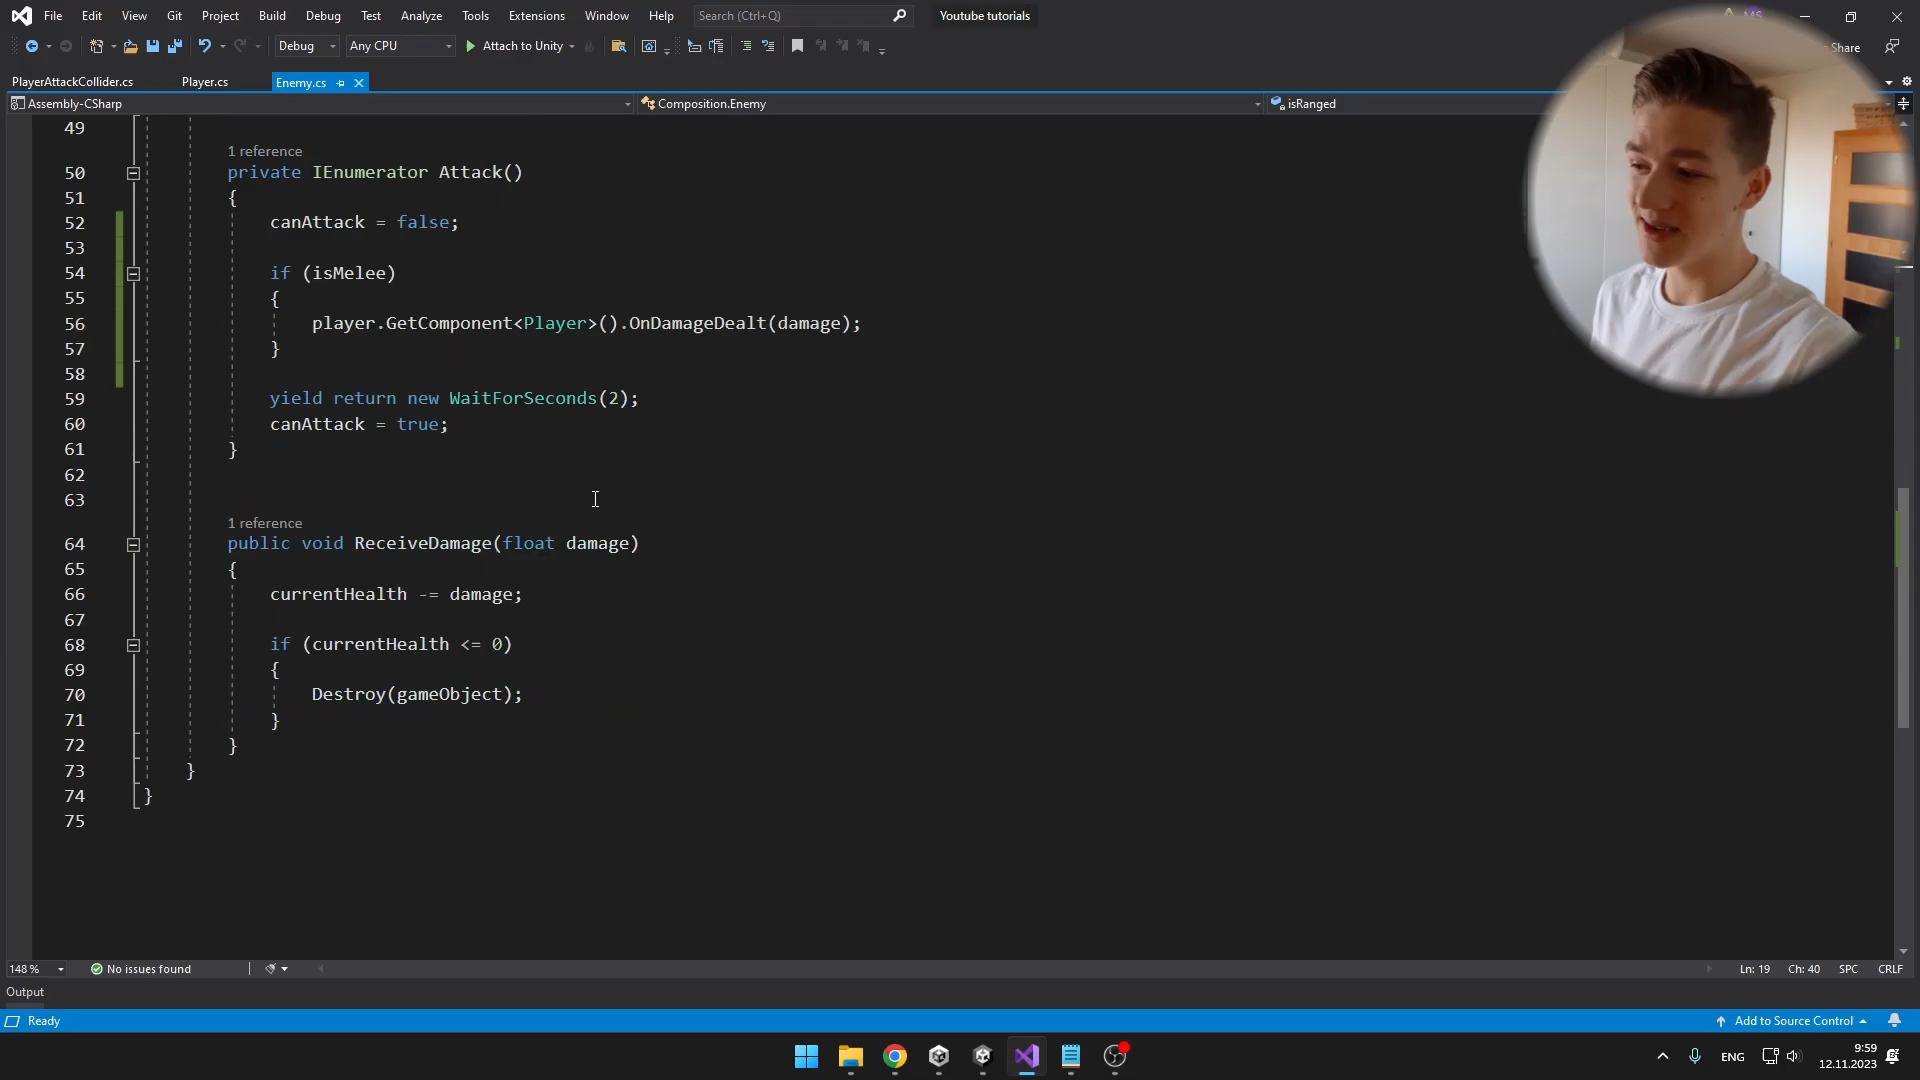 File Edit View Git Project Build Debug Test Analyze Tools Extensions Window Help Search (Ctrl+Q) Youtube tutorials
Debug Any CPU Attach to Unity Share
PlayerAttackCollider.cs Player.cs Enemy.cs
Assembly-CSharp Composition.Enemy isRanged
49
1 reference
50 private IEnumerator Attack()
51 {
52 canAttack = false;
53
54 if (isMelee)
55 {
56 player.GetComponent<Player>().OnDamageDealt(damage);
57 }
58
59 yield return new WaitForSeconds(2);
60 canAttack = true;
61 }
62
63
1 reference
64 public void ReceiveDamage(float damage)
65 {
66 currentHealth -= damage;
67
68 if (currentHealth <= 0)
69 {
70 Destroy(gameObject);
71 }
72 }
73 }
74 }
75
148 % No issues found Ln: 19 Ch: 40 SPC CRLF
Output
Ready Add to Source Control
ENG 9:59
12.11.2023